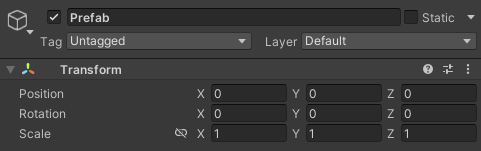 Prefab Static
Tag Untagged Layer Default
Transform
Position X 0 Y 0 Z 0
Rotation X 0 Y 0 Z 0
Scale X 1 Y 1 Z 1